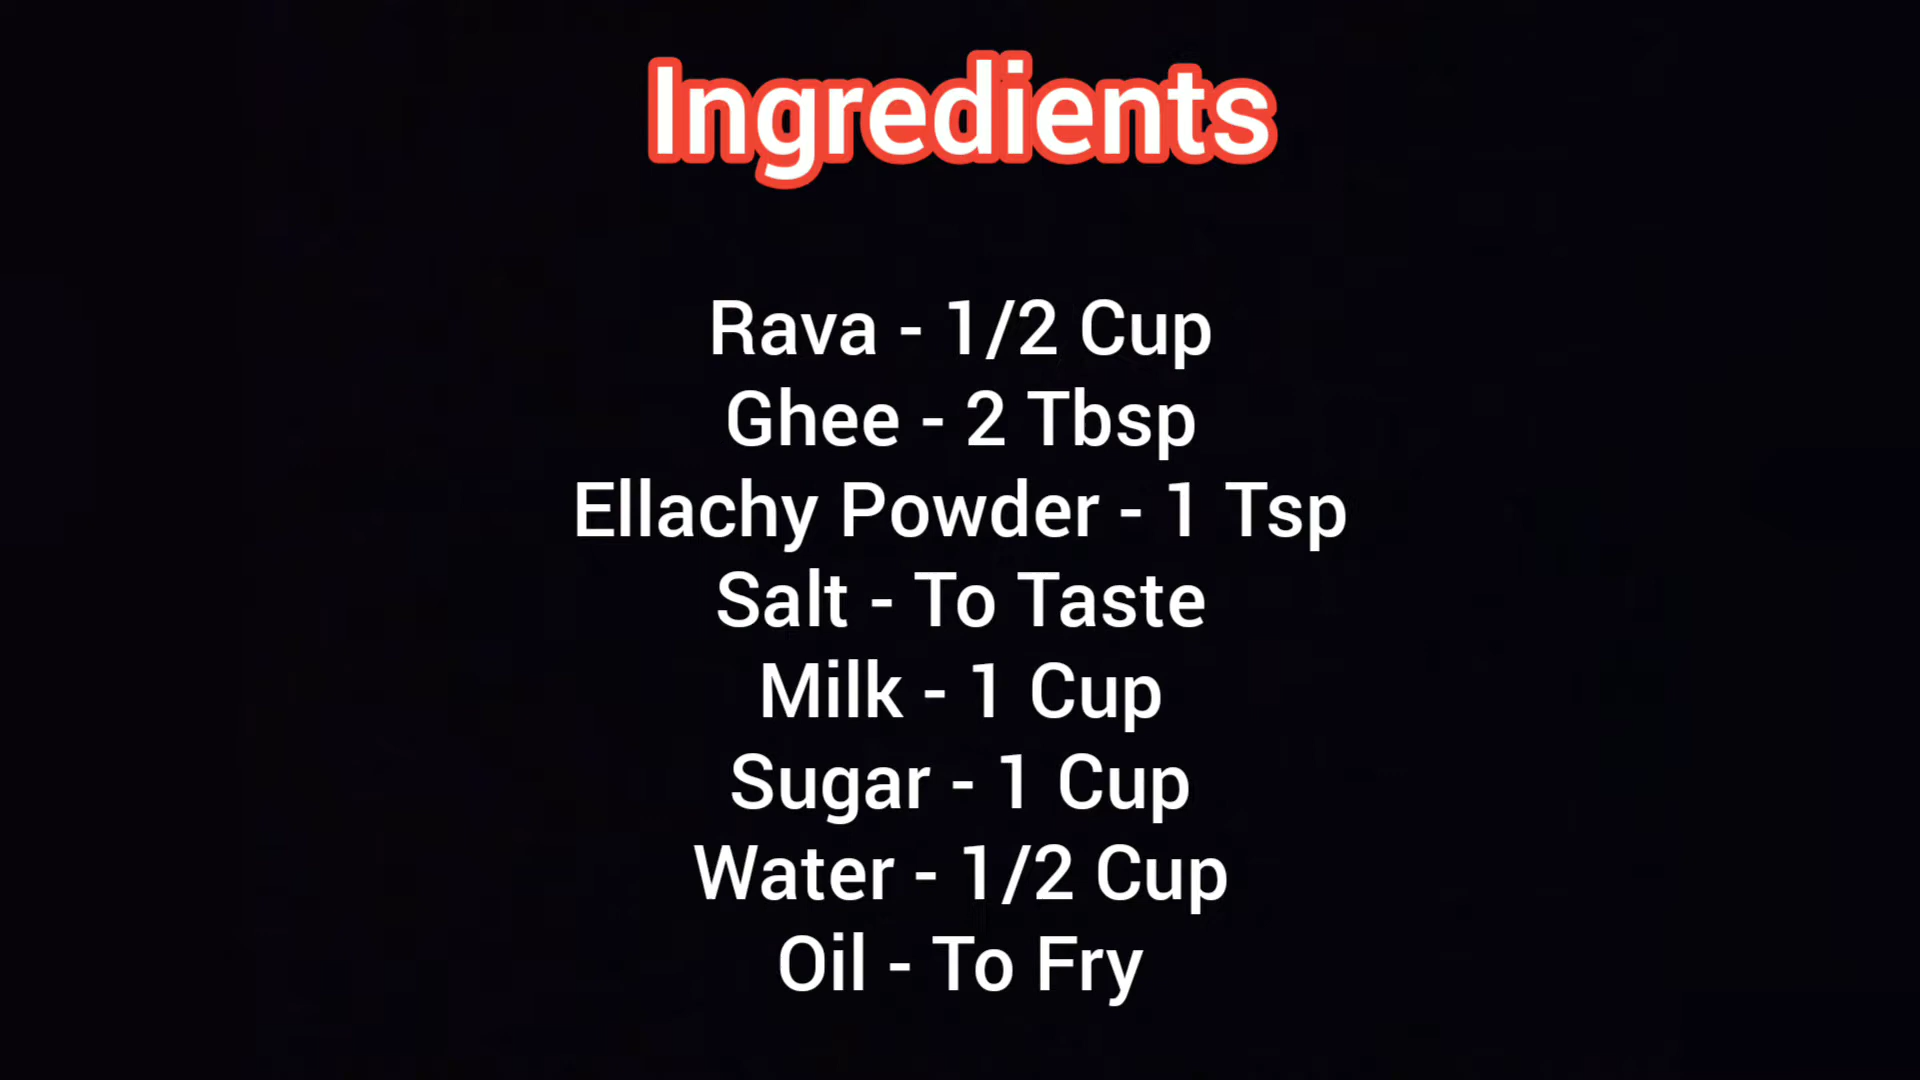 Ingredients
Rava - 1/2 Cup
Ghee - 2 Tbsp
Ellachy Powder - 1 Tsp
Salt - To Taste
Milk - 1 Cup
Sugar - 1 Cup
Water - 1/2 Cup
Oil - To Fry